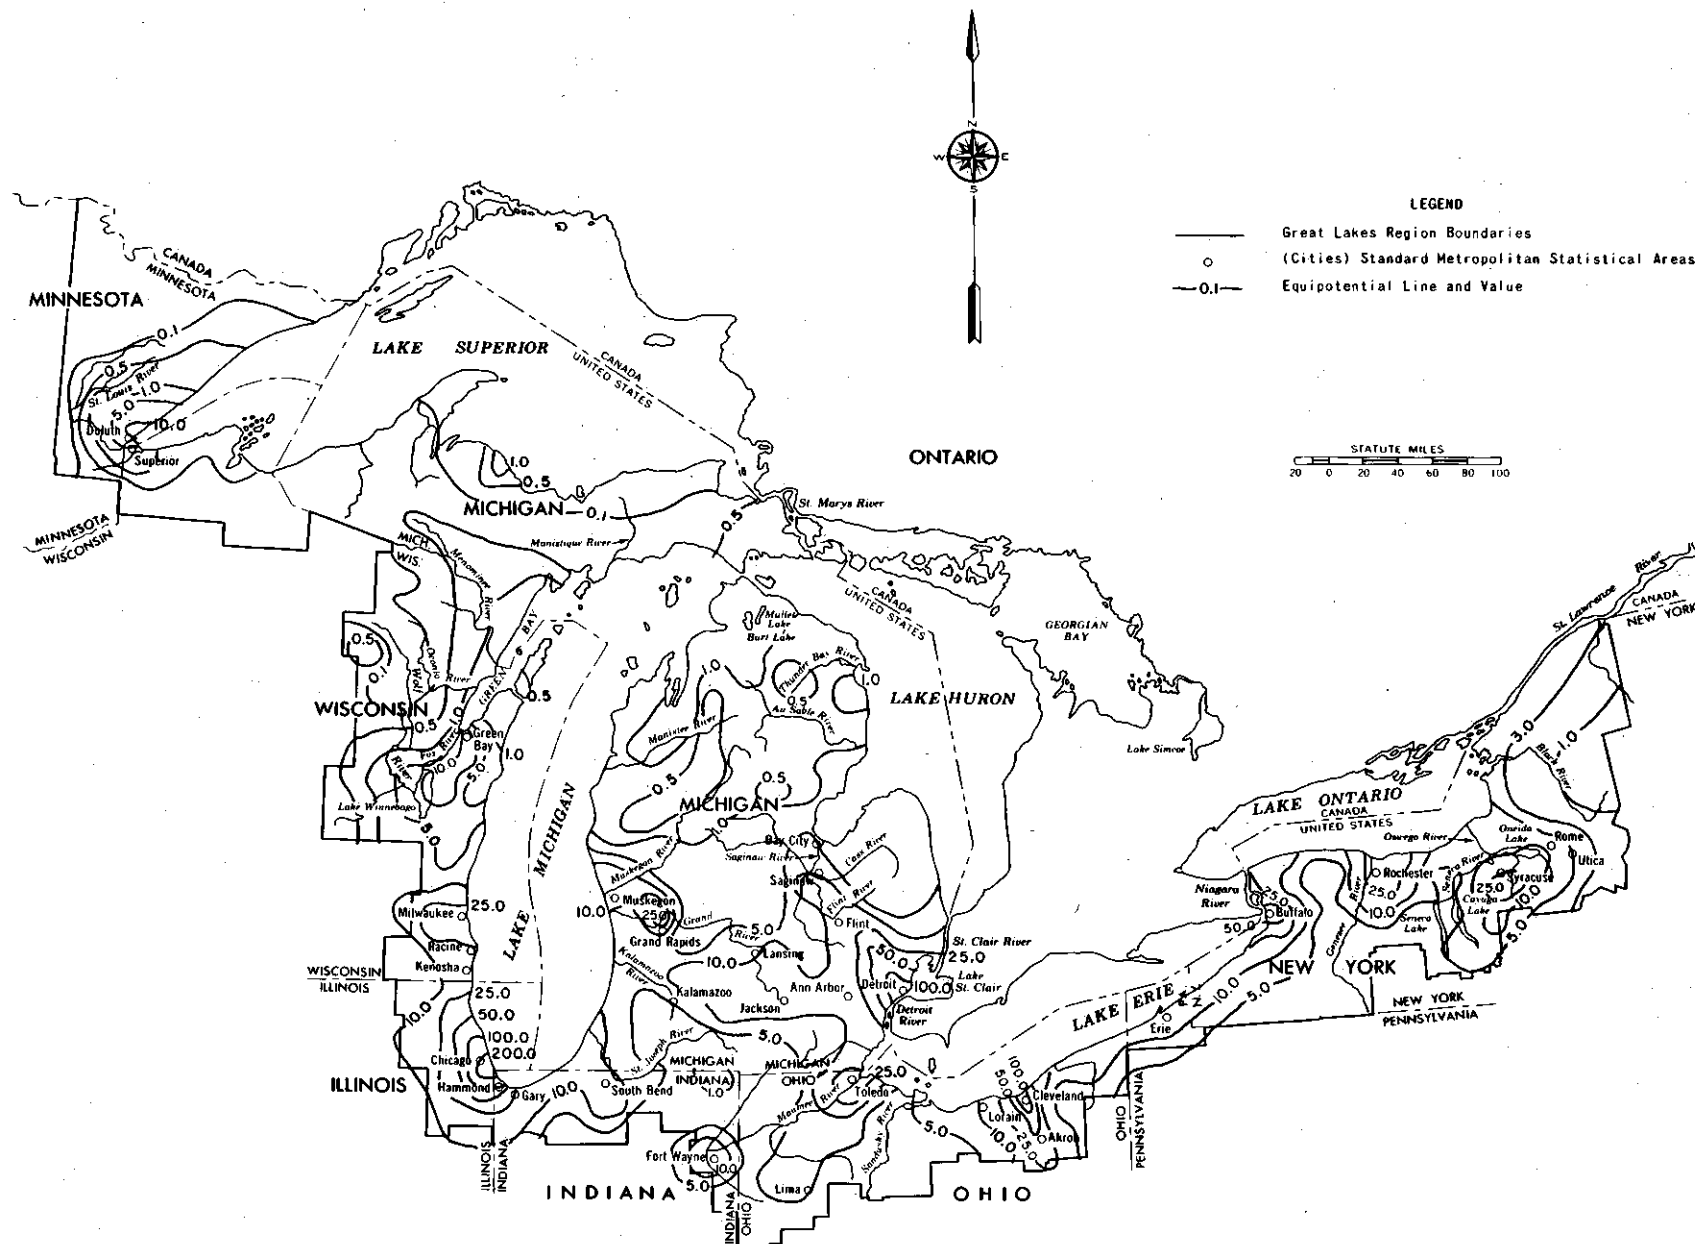 N
W E
S
LEGEND
Great Lakes Region Boundaries
(Cities) Standard Metropolitan Statistical Areas
0.1 Equipotential Line and Value
STATUTE MILES
20 0 20 40 60 80 100
CANADA
MINNESOTA
MINNESOTA
0.1
0.5
St. Louis River
5.0
1.0
10.0
Duluth
Superior
LAKE SUPERIOR
CANADA
UNITED STATES
ONTARIO
1.0
0.5
MICHIGAN
0.1
0.5
St. Marys River
Manistique River
MINNESOTA
WISCONSIN
MICH.
WIS.
Menominee River
GREEN BAY
Oconto River
Wolf River
0.5
0.1
WISCONSIN
0.5
1.0
0.5
Green Bay
Fox River
10.0
5.0
1.0
Lake Winnebago
5.0
LAKE MICHIGAN
Mullet Lake
Burt Lake
Thunder Bay River
0.5
1.0
1.0
Au Sable River
Manistee River
0.5
0.5
MICHIGAN
1.0
CANADA
UNITED STATES
GEORGIAN BAY
LAKE HURON
Lake Simcoe
Bay City
Saginaw River
Cass River
Saginaw
Flint River
Flint
Muskegon River
Muskegon
25.0
10.0
Grand River
Grand Rapids
5.0
10.0
Lansing
Kalamazoo River
Kalamazoo
Jackson
Ann Arbor
50.0
Detroit
100.0
25.0
St. Clair River
Lake St. Clair
Detroit River
5.0
St. Joseph River
Milwaukee
25.0
Racine
Kenosha
WISCONSIN
ILLINOIS
10.0
25.0
50.0
100.0
200.0
Chicago
Hammond
Gary
10.0
South Bend
ILLINOIS
ILLINOIS
INDIANA
MICHIGAN
INDIANA
1.0
MICHIGAN
OHIO
Maumee River
Toledo
25.0
Fort Wayne
10.0
5.0
Lima
Sandusky River
INDIANA
INDIANA
OHIO
OHIO
5.0
Lorain
10.0
25.0
50.0
100.0
Cleveland
Akron
OHIO
PENNSYLVANIA
LAKE ERIE
Erie
10.0
5.0
NEW YORK
NEW YORK
PENNSYLVANIA
Niagara River
25.0
50.0
Buffalo
Genesee River
Rochester
25.0
10.0
Seneca Lake
Seneca River
Cayuga Lake
25.0
Syracuse
10.0
5.0
Oswego River
Oneida Lake
Rome
Utica
LAKE ONTARIO
CANADA
UNITED STATES
3.0
1.0
Black River
St. Lawrence River
CANADA
NEW YORK